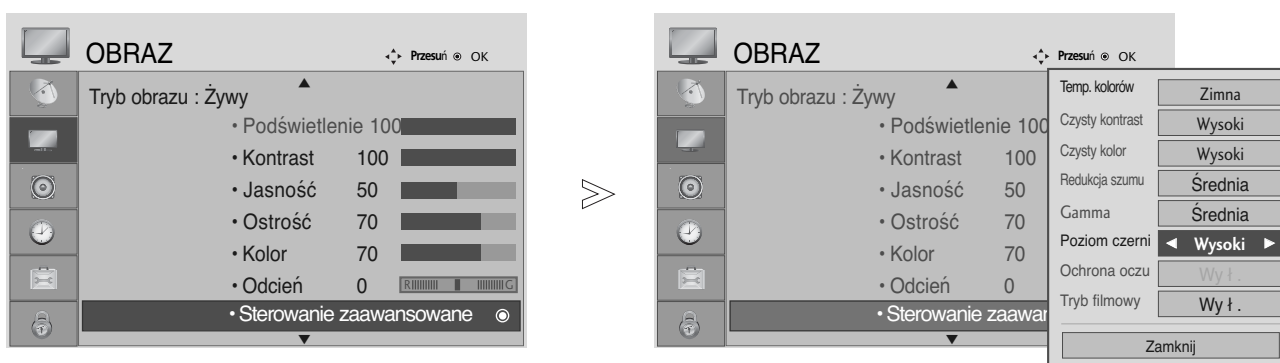 OBRAZ
Przesuń OK
Tryb obrazu : Żywy
• Podświetlenie 100
• Kontrast 100
• Jasność 50
• Ostrość 70
• Kolor 70
• Odcień 0 R G
• Sterowanie zaawansowane
OBRAZ
Przesuń OK
Tryb obrazu : Żywy
• Podświetlenie 100
• Kontrast 100
• Jasność 50
• Ostrość 70
• Kolor 70
• Odcień 0
• Sterowanie zaawan
Temp. kolorów Zimna
Czysty kontrast Wysoki
Czysty kolor Wysoki
Redukcja szumu Średnia
Gamma Średnia
Poziom czerni ◄ Wysoki ►
Ochrona oczu Wy ł .
Tryb filmowy Wy ł .
Zamknij